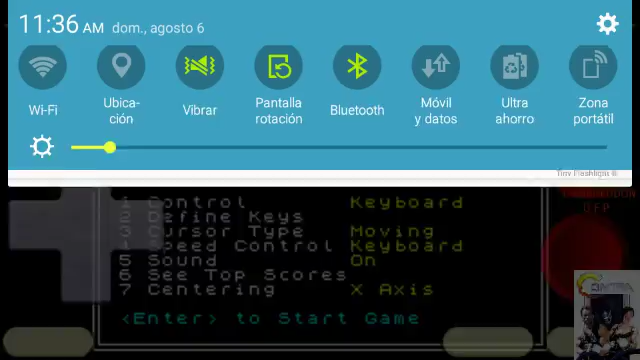 11:36 AM dom., agosto 6
Wi-Fi
Ubica-
ción
Vibrar
Pantalla
rotación
Bluetooth
Móvil
y datos
Ultra
ahorro
Zona
portátil
Tiny Flashlight ®
1 Control Keyboard
2 Define Keys
3 Cursor Type Moving
4 Speed Control Keyboard
5 Sound On
6 See Top Scores
7 Centering X Axis
<Enter> to Start Game